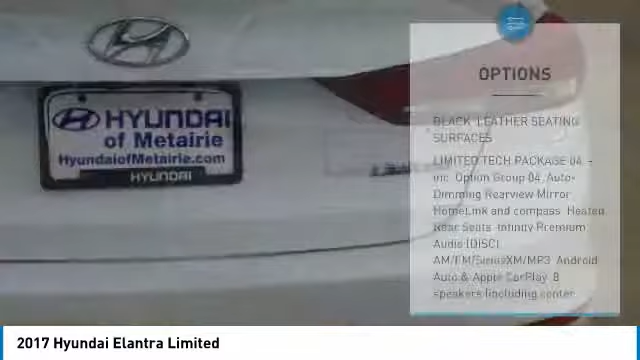 OPTIONS
BLACK LEATHER SEATING
SURFACES
LIMITED TECH PACKAGE 04 -
inc Option Group 04 Auto-
Dimming Rearview Mirror
HomeLink and compass Heated
Rear Seats Infinity Premium
Audio (DISC)
AM/FM/SiriusXM/MP3 Android
Auto & Apple CarPlay 8
speakers (including center
HYUNDAI
of Metairie
HyundaiofMetairie.com
HYUNDAI
2017 Hyundai Elantra Limited